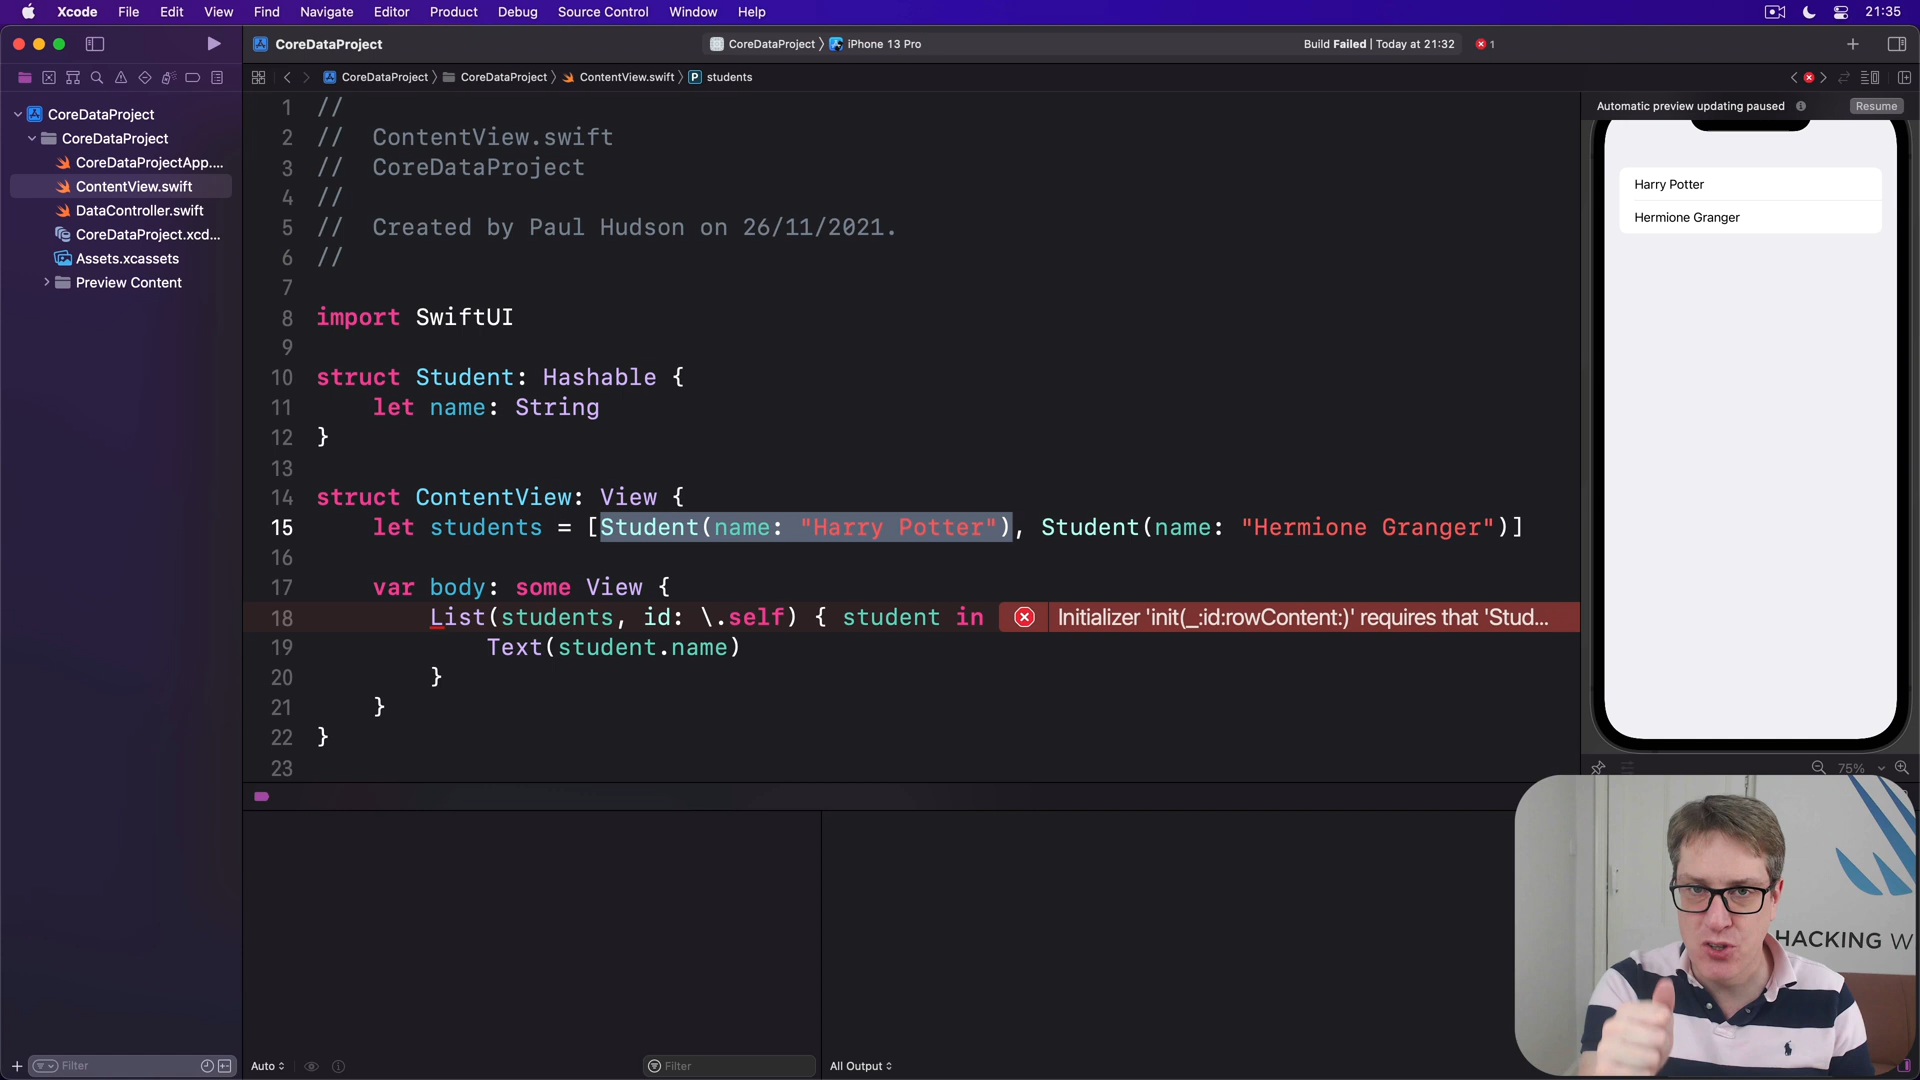 Xcode File Edit View Find Navigate Editor Product Debug Source Control Window Help 21:35
CoreDataProject CoreDataProject iPhone 13 Pro Build Failed | Today at 21:32 1
CoreDataProject CoreDataProject ContentView.swift P students
CoreDataProject
CoreDataProject
CoreDataProjectApp....
ContentView.swift
DataController.swift
CoreDataProject.xcd...
Assets.xcassets
Preview Content
1 //
2 // ContentView.swift
3 // CoreDataProject
4 //
5 // Created by Paul Hudson on 26/11/2021.
6 //
7
8 import SwiftUI
9
10 struct Student: Hashable {
11 let name: String
12 }
13
14 struct ContentView: View {
15 let students = [Student(name: "Harry Potter"), Student(name: "Hermione Granger")]
16
17 var body: some View {
18 List(students, id: \.self) { student in Initializer 'init(_:id:rowContent:)' requires that 'Stud...
19 Text(student.name)
20 }
21 }
22 }
23
Automatic preview updating paused Resume
Harry Potter
Hermione Granger
75%
HACKING W
Filter
Auto
Filter
All Output